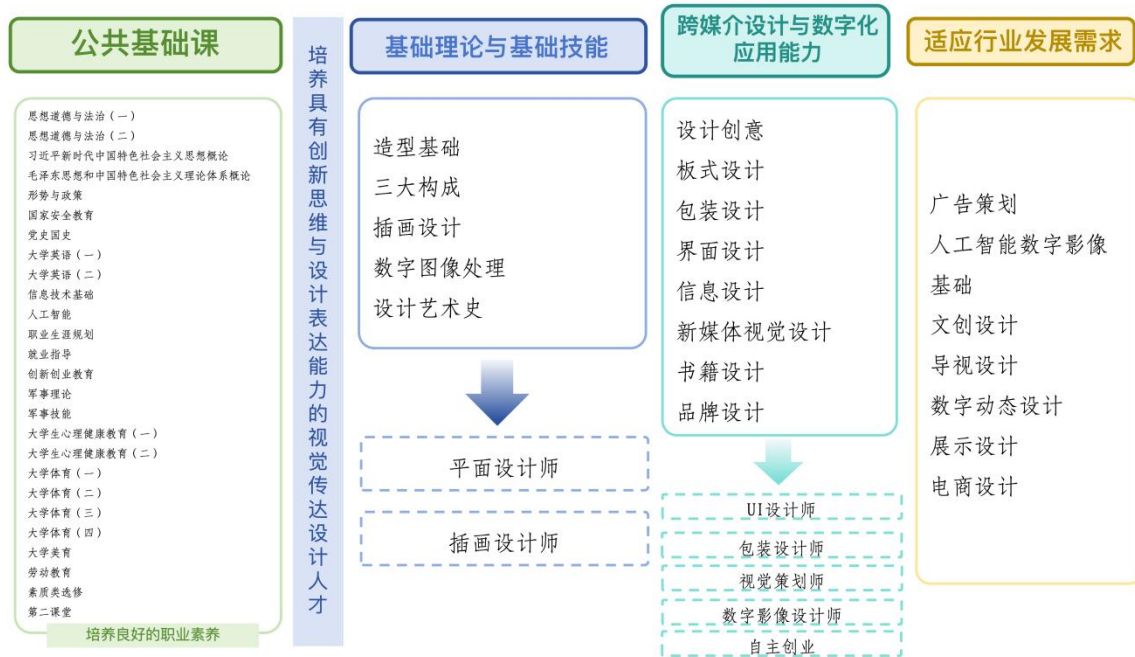 公共基础课
思想道德与法治（一）
思想道德与法治（二）
习近平新时代中国特色社会主义思想概论
毛泽东思想和中国特色社会主义理论体系概论
形势与政策
国家安全教育
党史国史
大学英语（一）
大学英语（二）
信息技术基础
人工智能
职业生涯规划
就业指导
创新创业教育
军事理论
军事技能
大学生心理健康教育（一）
大学生心理健康教育（二）
大学体育（一）
大学体育（二）
大学体育（三）
大学体育（四）
大学美育
劳动教育
素质类选修
第二课堂
培养良好的职业素养
培养具有创新思维与设计表达能力的视觉传达设计人才
基础理论与基础技能
造型基础
三大构成
插画设计
数字图像处理
设计艺术史
平面设计师
插画设计师
跨媒介设计与数字化
应用能力
设计创意
板式设计
包装设计
界面设计
信息设计
新媒体视觉设计
书籍设计
品牌设计
UI设计师
包装设计师
视觉策划师
数字影像设计师
自主创业
适应行业发展需求
广告策划
人工智能数字影像
基础
文创设计
导视设计
数字动态设计
展示设计
电商设计